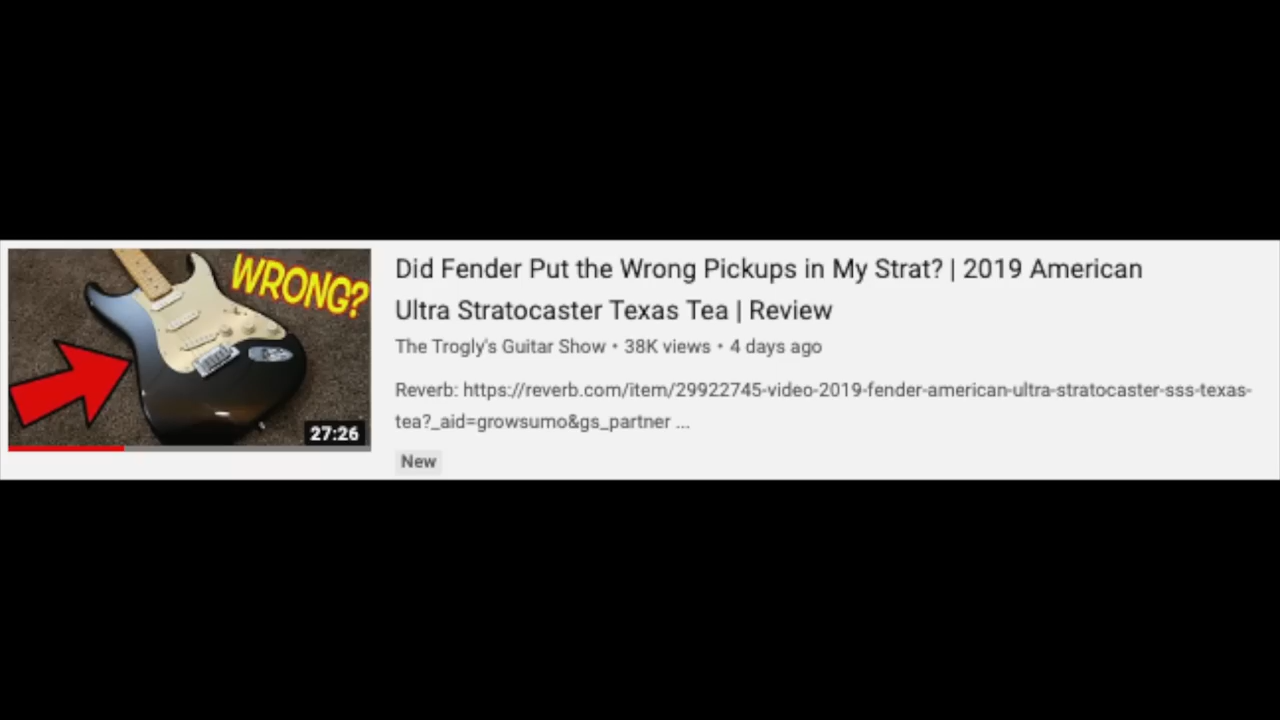 WRONG?
27:26
Did Fender Put the Wrong Pickups in My Strat? | 2019 American
Ultra Stratocaster Texas Tea | Review
The Trogly's Guitar Show • 38K views • 4 days ago
Reverb: https://reverb.com/item/29922745-video-2019-fender-american-ultra-stratocaster-sss-texas-
tea?_aid=growsumo&gs_partner ...
New